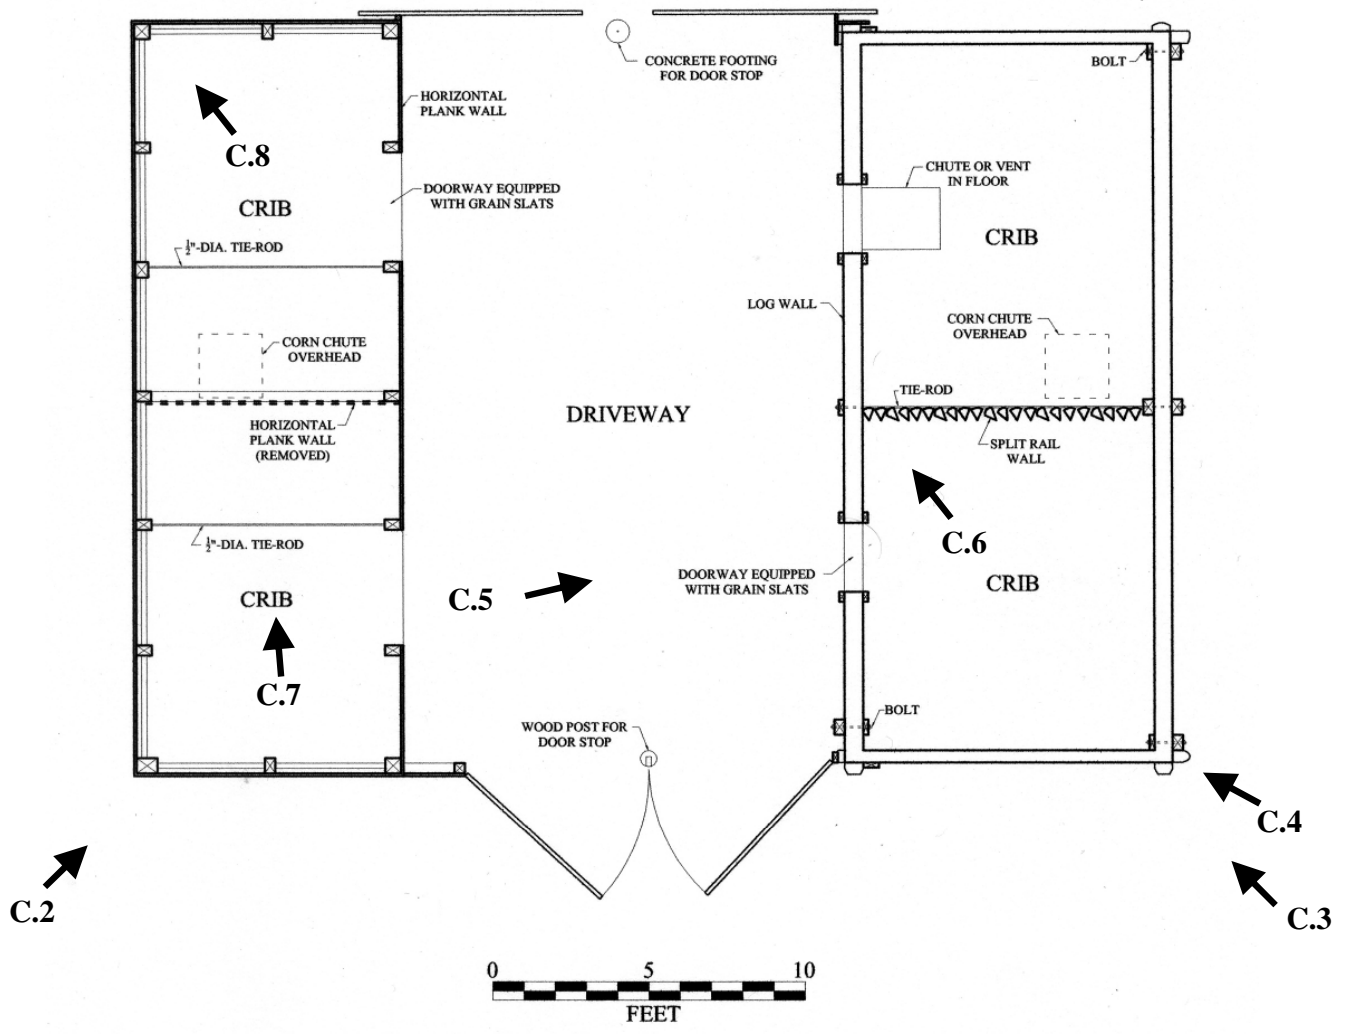 CONCRETE FOOTING
FOR DOOR STOP
BOLT
HORIZONTAL
PLANK WALL
C.8
CHUTE OR VENT
IN FLOOR
DOORWAY EQUIPPED
WITH GRAIN SLATS
CRIB
CRIB
½"-DIA. TIE-ROD
LOG WALL
CORN CHUTE
OVERHEAD
CORN CHUTE
OVERHEAD
TIE-ROD
DRIVEWAY
HORIZONTAL
PLANK WALL
(REMOVED)
SPLIT RAIL
WALL
½"-DIA. TIE-ROD
C.6
DOORWAY EQUIPPED
WITH GRAIN SLATS
CRIB
CRIB
C.5
C.7
BOLT
WOOD POST FOR
DOOR STOP
C.4
C.2
C.3
0 5 10
FEET